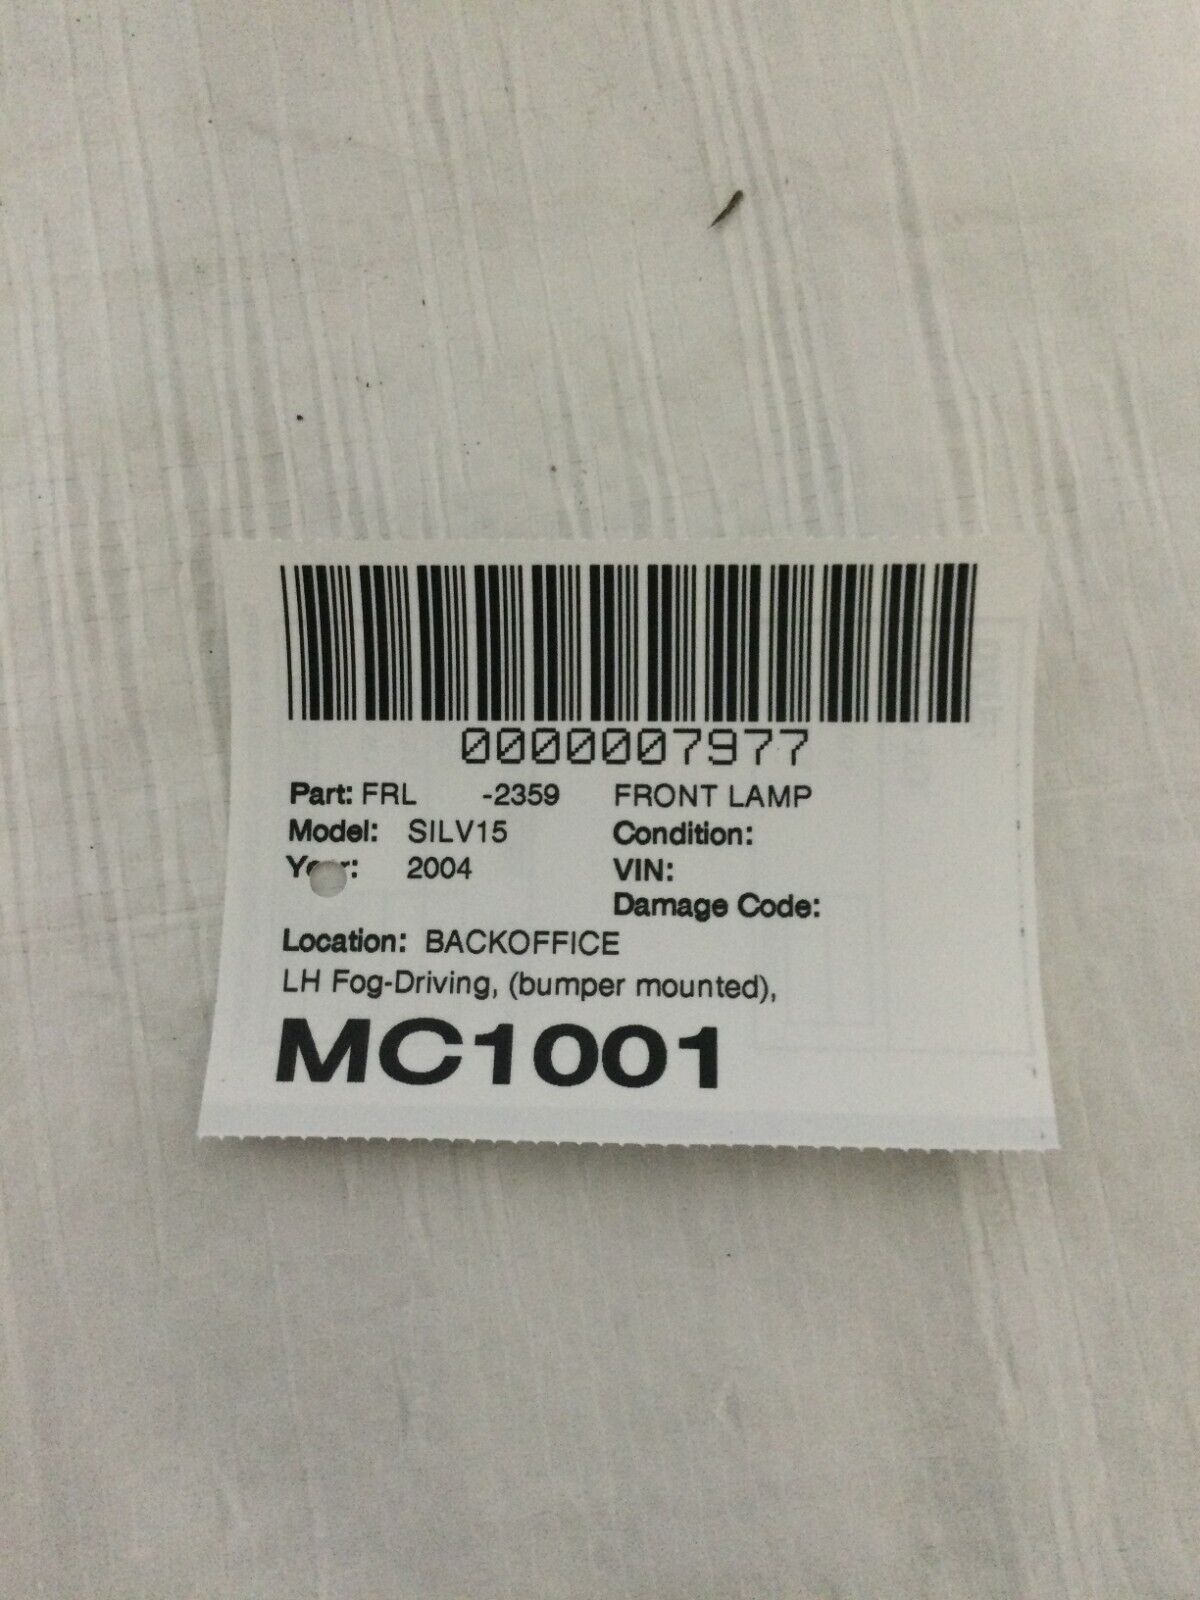 0000007977
Part: FRL -2359 FRONT LAMP
Model: SILV15 Condition:
2004 VIN:
Damage Code:
Location: BACKOFFICE
LH Fog-Driving, (bumper mounted),
MC1001